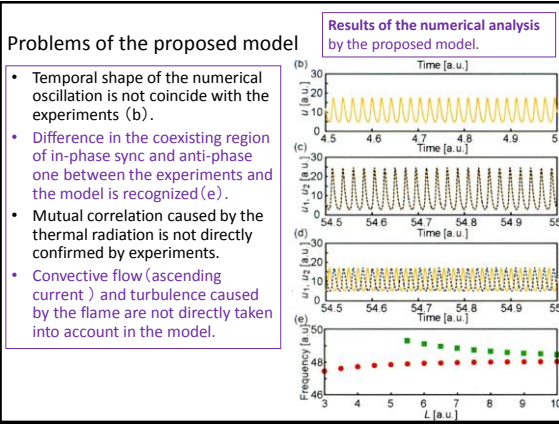 Problems of the proposed model
Results of the numerical analysis
by the proposed model.
• Temporal shape of the numerical
oscillation is not coincide with the
experiments (b).
• Difference in the coexisting region
of in-phase sync and anti-phase
one between the experiments and
the model is recognized(e).
• Mutual correlation caused by the
thermal radiation is not directly
confirmed by experiments.
• Convective flow(ascending
current ) and turbulence caused
by the flame are not directly taken
into account in the model.
Time [a.u.]
(b)
30
20
10
0
u [a.u.]
4.5 4.6 4.7 4.8 4.9 5
Time [a.u.]
(c)
30
20
10
0
u₁, u₂ [a.u.]
54.5 54.6 54.7 54.8 54.9 55
Time [a.u.]
(d)
30
20
10
0
u₁, u₂ [a.u.]
54.5 54.6 54.7 54.8 54.9 55
Time [a.u.]
(e)
50
48
46
Frequency [a.u.]
3 4 5 6 7 8 9 10
L [a.u.]